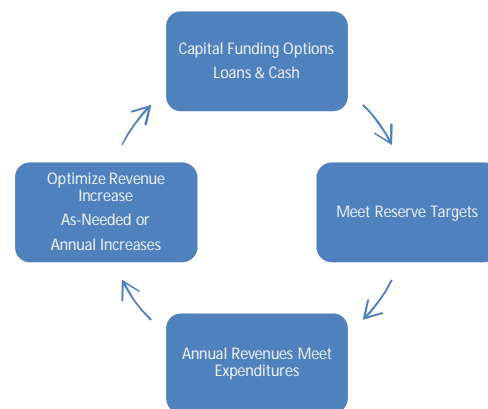 Capital Funding Options
Loans & Cash
Meet Reserve Targets
Annual Revenues Meet
Expenditures
Optimize Revenue
Increase
As-Needed or
Annual Increases